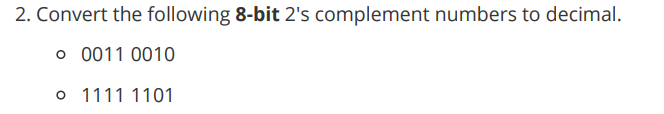 2. Convert the following 8-bit 2's complement numbers to decimal.
○ 0011 0010
○ 1111 1101